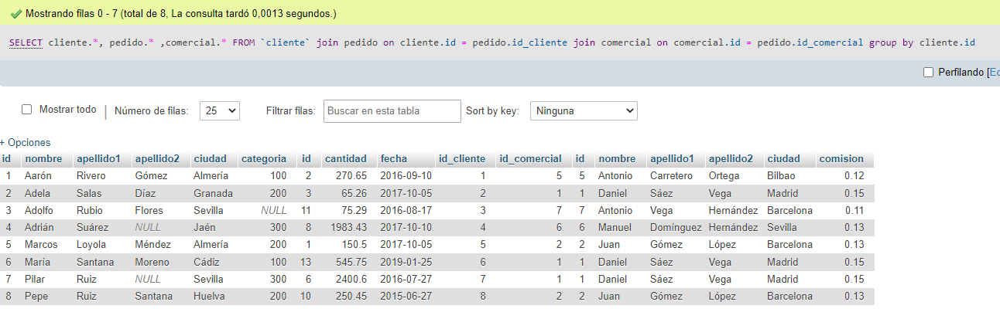 Mostrando filas 0 - 7 (total de 8, La consulta tardó 0,0013 segundos.)
SELECT cliente.*, pedido.* ,comercial.* FROM `cliente` join pedido on cliente.id = pedido.id_cliente join comercial on comercial.id = pedido.id_comercial group by cliente.id
Perfilando [Ed
Mostrar todo | Número de filas: 25 Filtrar filas: Buscar en esta tabla Sort by key: Ninguna
+ Opciones
id nombre apellido1 apellido2 ciudad categoria id cantidad fecha id_cliente id_comercial id nombre apellido1 apellido2 ciudad comision
1 Aarón Rivero Gómez Almería 100 2 270.65 2016-09-10 1 5 5 Antonio Carretero Ortega Bilbao 0.12
2 Adela Salas Díaz Granada 200 3 65.26 2017-10-05 2 1 1 Daniel Sáez Vega Madrid 0.15
3 Adolfo Rubio Flores Sevilla NULL 11 75.29 2016-08-17 3 7 7 Antonio Vega Hernández Barcelona 0.11
4 Adrián Suárez NULL Jaén 300 8 1983.43 2017-10-10 4 6 6 Manuel Domínguez Hernández Sevilla 0.13
5 Marcos Loyola Méndez Almería 200 1 150.5 2017-10-05 5 2 2 Juan Gómez López Barcelona 0.13
6 María Santana Moreno Cádiz 100 13 545.75 2019-01-25 6 1 1 Daniel Sáez Vega Madrid 0.15
7 Pilar Ruiz NULL Sevilla 300 6 2400.6 2016-07-27 7 1 1 Daniel Sáez Vega Madrid 0.15
8 Pepe Ruiz Santana Huelva 200 10 250.45 2015-06-27 8 2 2 Juan Gómez López Barcelona 0.13